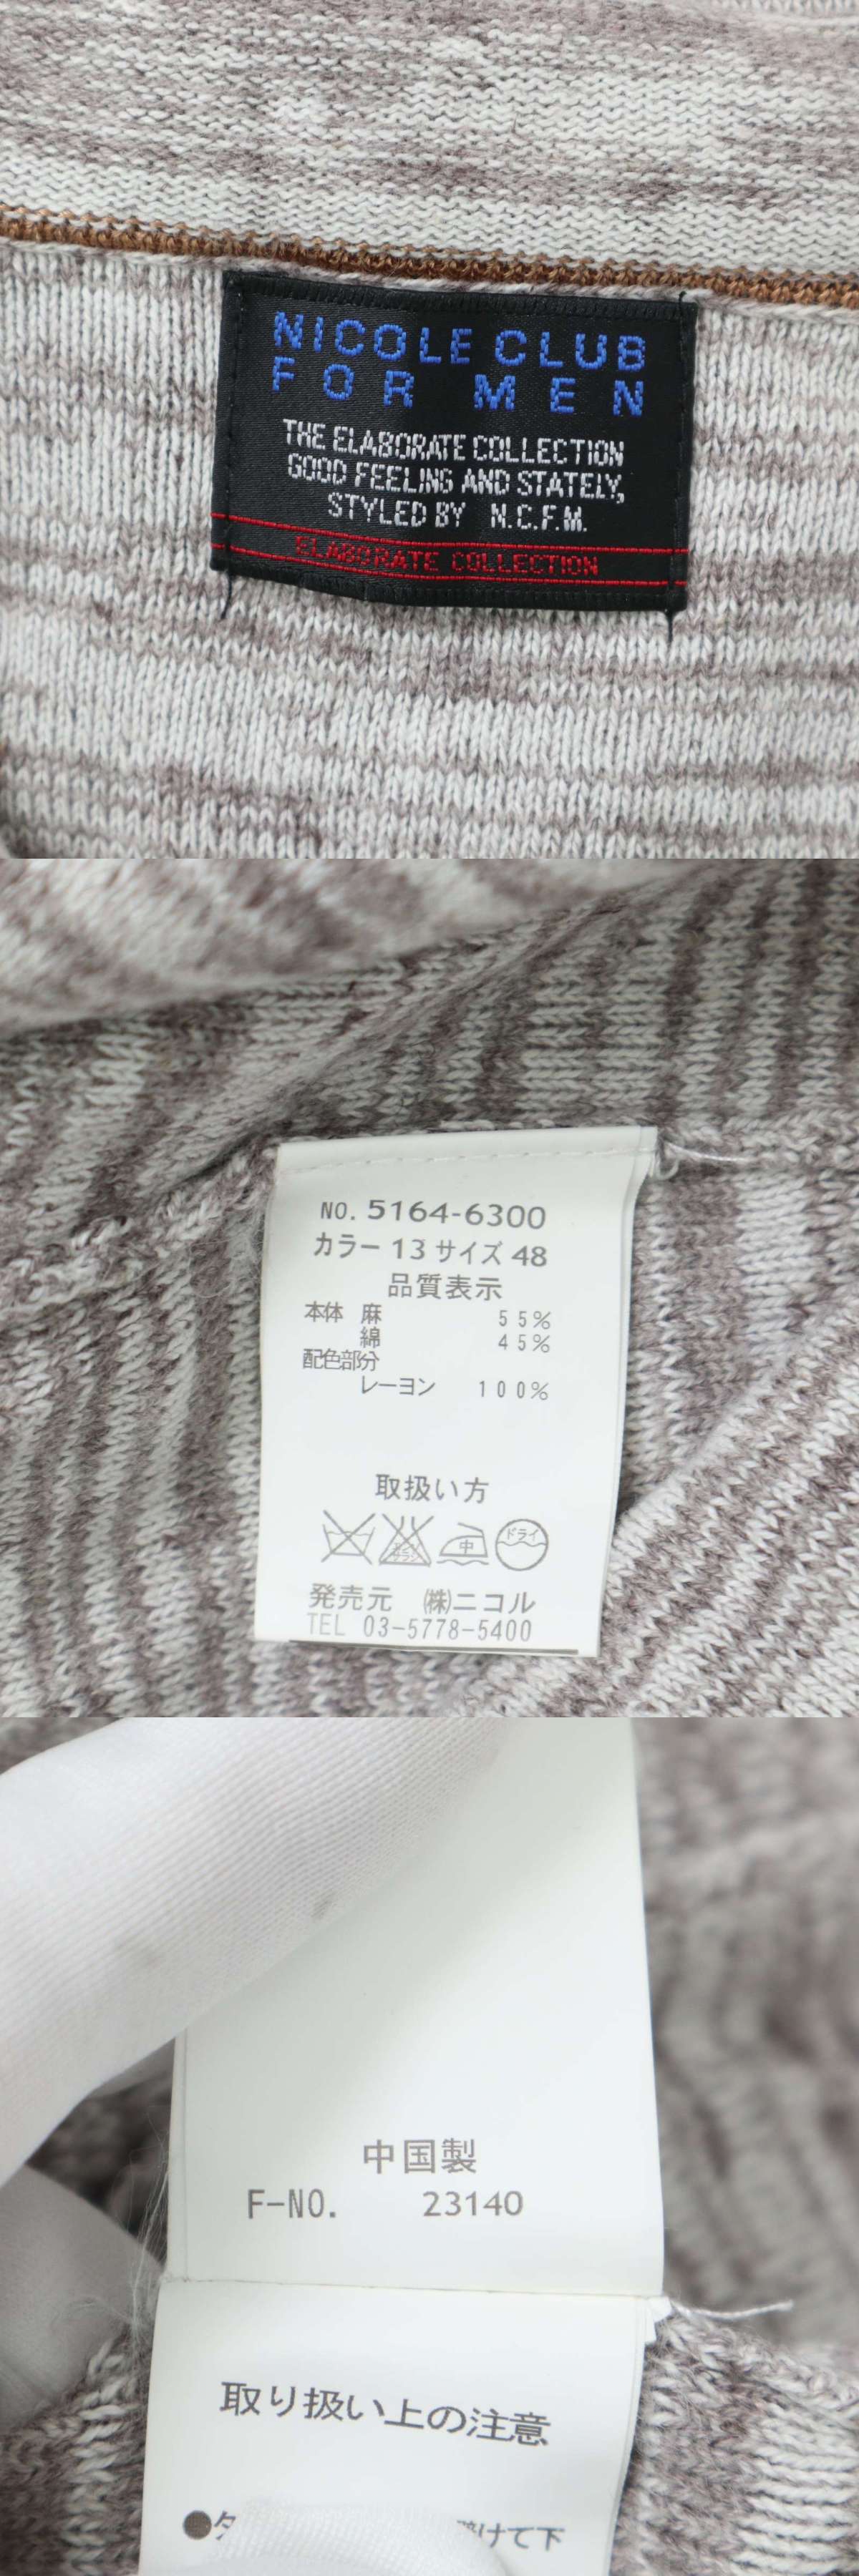 NICOLE CLUB
FOR MEN
THE ELABORATE COLLECTION
GOOD FEELING AND STATELY,
STYLED BY N.C.F.M.
ELABORATE COLLECTION
NO. 5164-6300
カラー 13 サイズ 48
品質表示
本体 麻 55%
綿 45%
配色部分
レーヨン 100%
取扱い方
中 ドライ
発売元 ㈱ニコル
TEL 03-5778-5400
中国製
F-NO. 23140
取り扱い上の注意
けて下